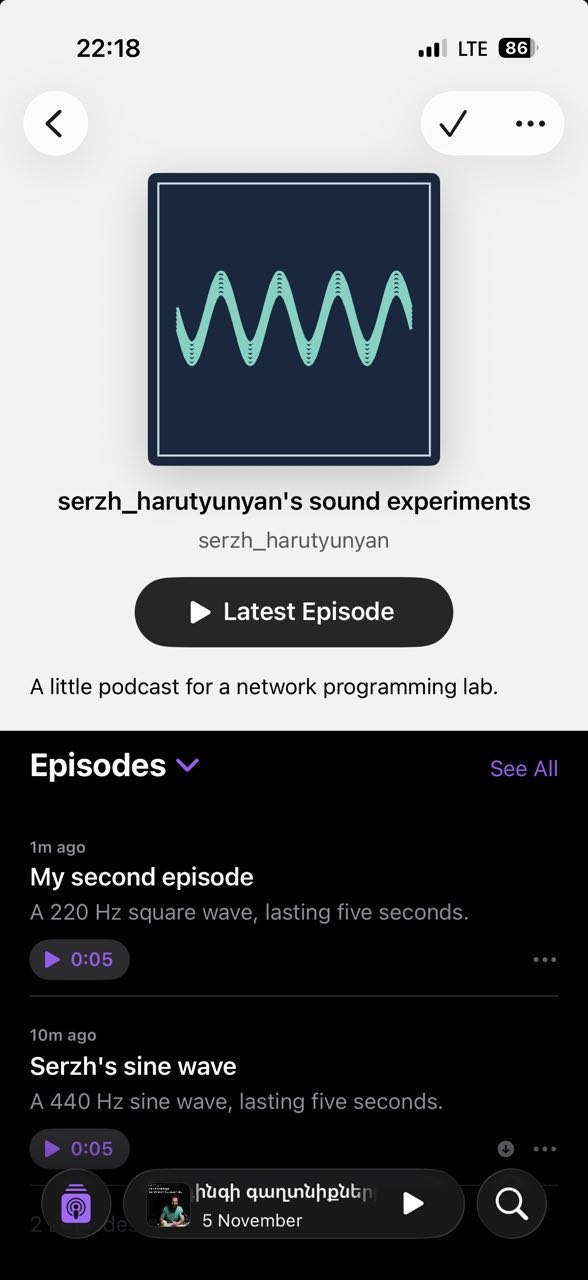 22:18
LTE 86
serzh_harutyunyan's sound experiments
serzh_harutyunyan
Latest Episode
A little podcast for a network programming lab.
Episodes
See All
1m ago
My second episode
A 220 Hz square wave, lasting five seconds.
0:05
10m ago
Serzh's sine wave
A 440 Hz sine wave, lasting five seconds.
0:05
2
գաղտնիքներ
5 November